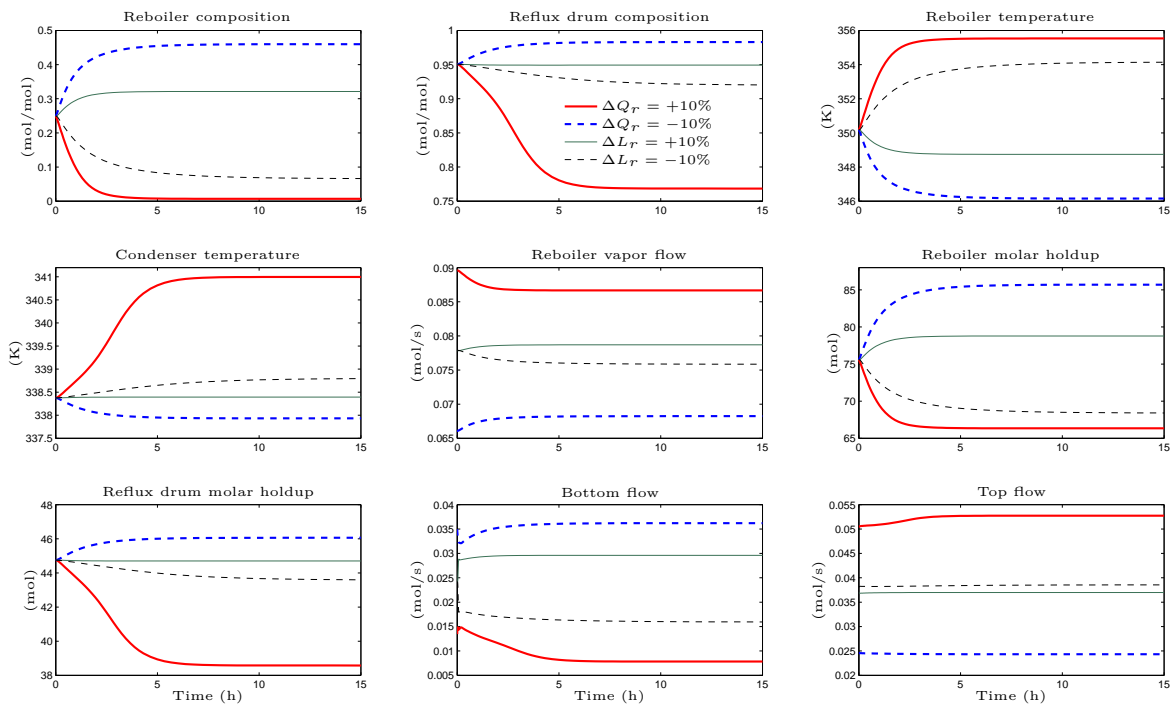 Reboiler composition
0.5
0.4
0.3
0.2
0.1
0
0 5 10 15
(mol/mol)
Reflux drum composition
1
0.95
0.9
0.85
0.8
0.75
0 5 10 15
(mol/mol)
ΔQr = +10%
ΔQr = −10%
ΔLr = +10%
ΔLr = −10%
Reboiler temperature
356
354
352
350
348
346
0 5 10 15
(K)
Condenser temperature
341
340.5
340
339.5
339
338.5
338
337.5
0 5 10 15
(K)
Reboiler vapor flow
0.09
0.085
0.08
0.075
0.07
0.065
0 5 10 15
(mol/s)
Reboiler molar holdup
85
80
75
70
65
0 5 10 15
(mol)
Reflux drum molar holdup
48
46
44
42
40
38
0 5 10 15
(mol)
Time (h)
Bottom flow
0.04
0.035
0.03
0.025
0.02
0.015
0.01
0.005
0 5 10 15
(mol/s)
Time (h)
Top flow
0.055
0.05
0.045
0.04
0.035
0.03
0.025
0.02
0 5 10 15
(mol/s)
Time (h)